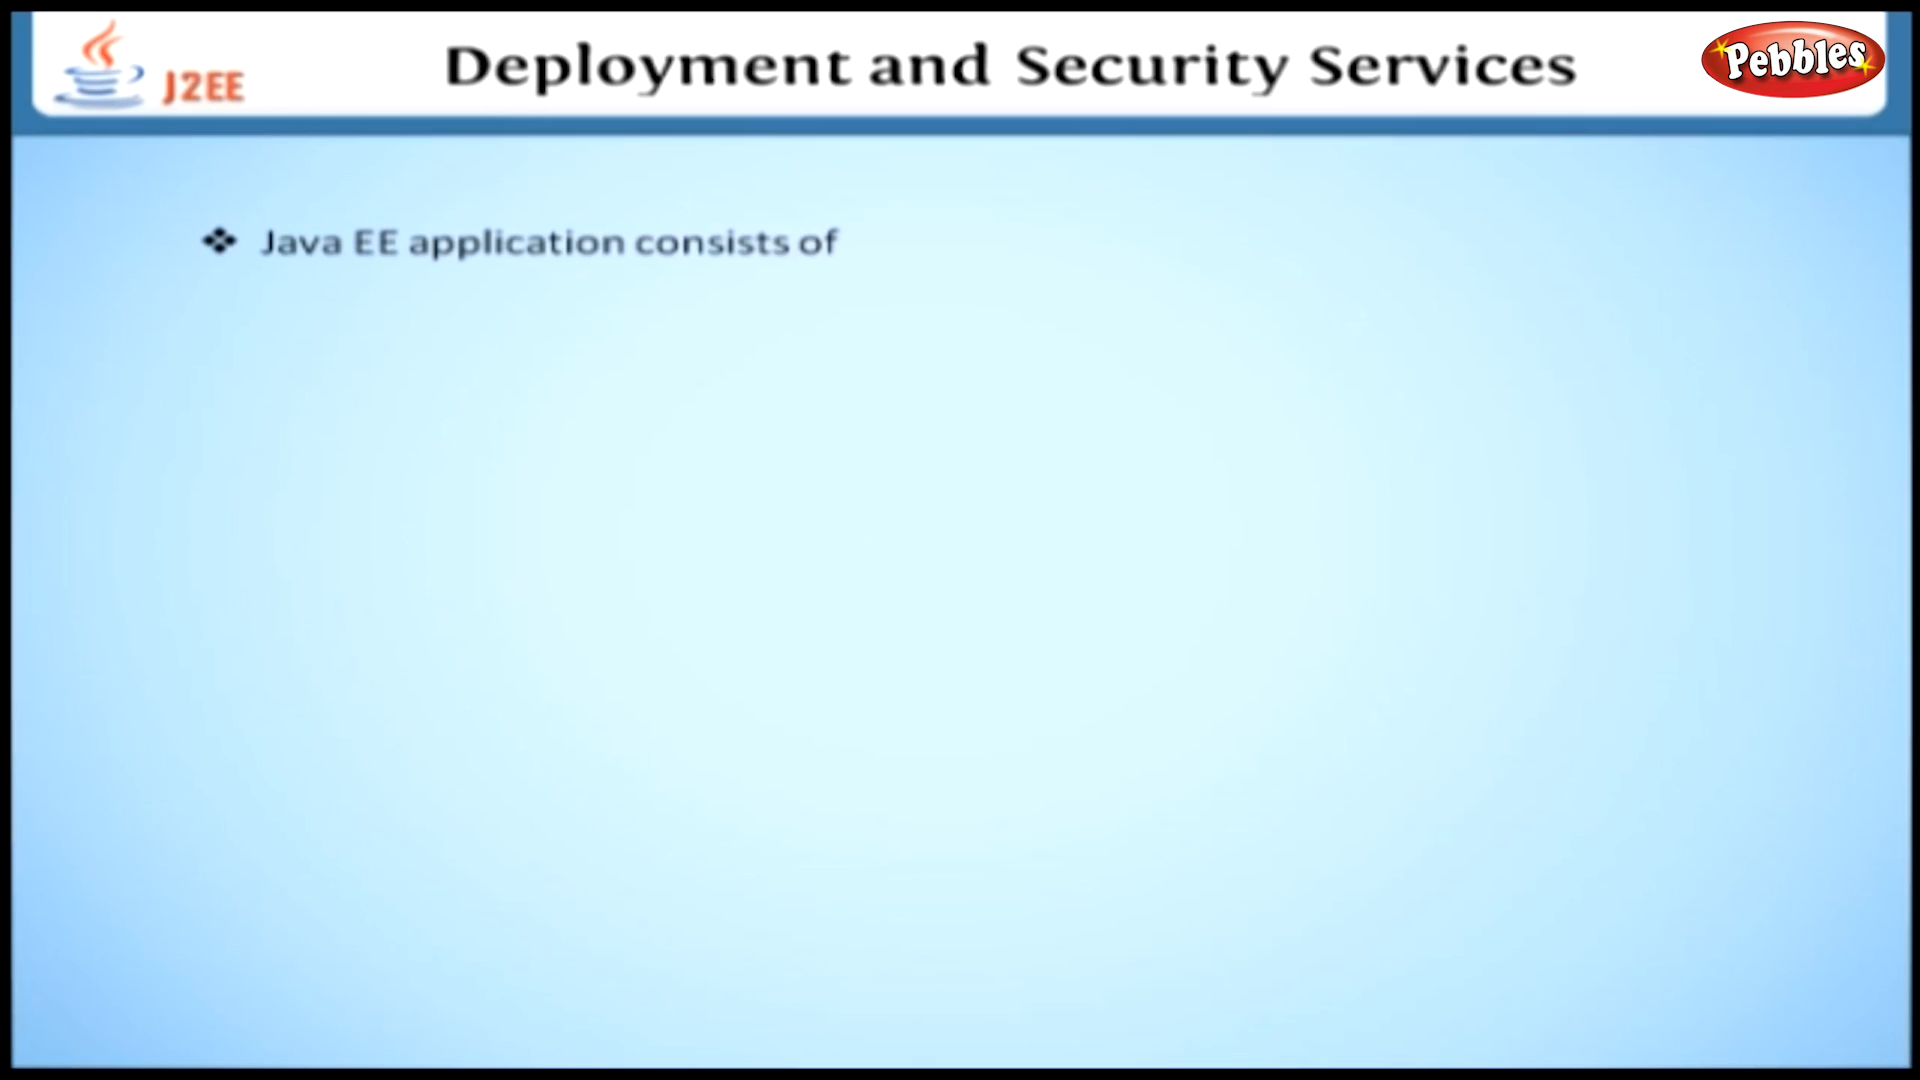 J2EE
Deployment and Security Services
Pebbles
Java EE application consists of